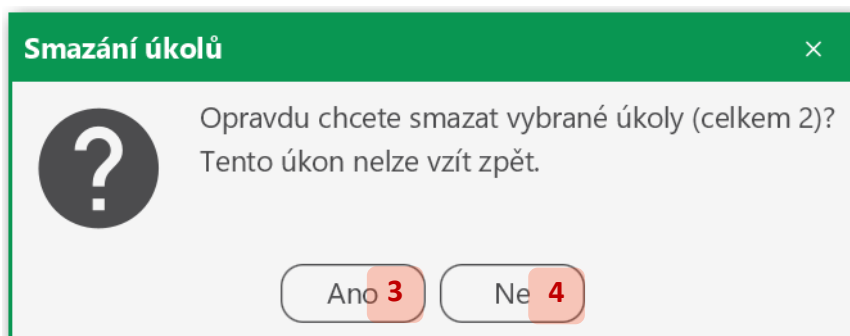 Smazání úkolů ×
Opravdu chcete smazat vybrané úkoly (celkem 2)?
Tento úkon nelze vzít zpět.
Ano 3 Ne 4